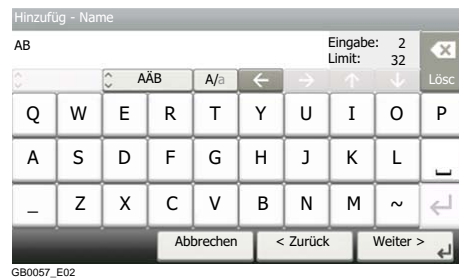 Hinzufüg - Name
AB Eingabe: 2
Limit: 32
AÄB A/a ← → ↑ ↓ Lösc
Q W E R T Y U I O P
A S D F G H J K L
_ Z X C V B N M ~
Abbrechen < Zurück Weiter >
GB0057_E02